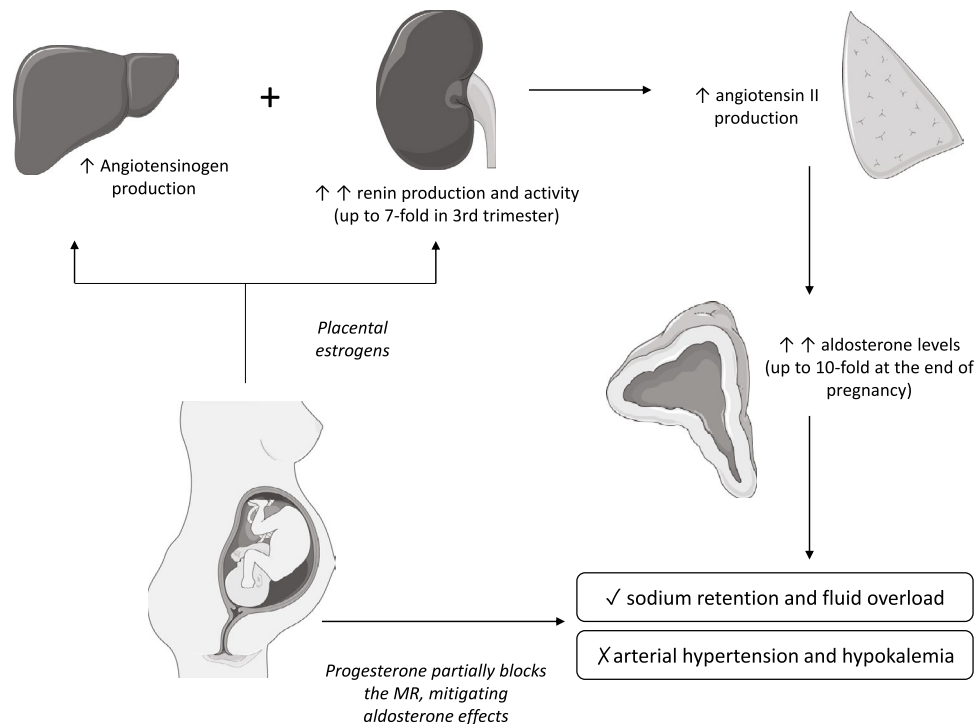 ↑ Angiotensinogen
production
+
↑ ↑ renin production and activity
(up to 7-fold in 3rd trimester)
↑ angiotensin II
production
Placental
estrogens
↑ ↑ aldosterone levels
(up to 10-fold at the end of
pregnancy)
✓ sodium retention and fluid overload
✗ arterial hypertension and hypokalemia
Progesterone partially blocks
the MR, mitigating
aldosterone effects